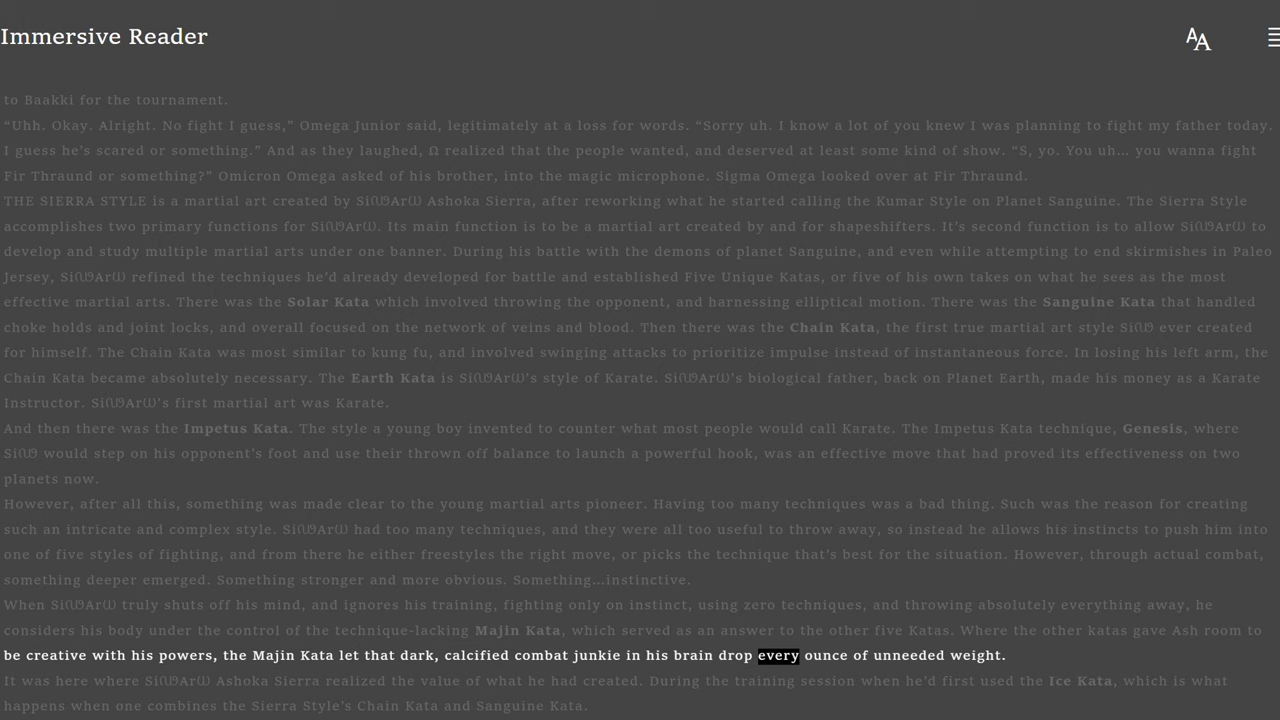 Immersive Reader
to Baakki for the tournament.
“Uhh. Okay. Alright. No fight I guess,” Omega Junior said, legitimately at a loss for words. “Sorry uh. I know a lot of you knew I was planning to fight my father today.
I guess he’s scared or something.” And as they laughed, Ω realized that the people wanted, and deserved at least some kind of show. “S, yo. You uh… you wanna fight
Fir Thraund or something?” Omicron Omega asked of his brother, into the magic microphone. Sigma Omega looked over at Fir Thraund.
THE SIERRA STYLE is a martial art created by Ashoka Sierra, after reworking what he started calling the Kumar Style on Planet Sanguine. The Sierra Style
accomplishes two primary functions for Its main function is to be a martial art created by and for shapeshifters. It’s second function is to allow to
develop and study multiple martial arts under one banner. During his battle with the demons of planet Sanguine, and even while attempting to end skirmishes in Paleo
Jersey, refined the techniques he’d already developed for battle and established Five Unique Katas, or five of his own takes on what he sees as the most
effective martial arts. There was the Solar Kata which involved throwing the opponent, and harnessing elliptical motion. There was the Sanguine Kata that handled
choke holds and joint locks, and overall focused on the network of veins and blood. Then there was the Chain Kata, the first true martial art style ever created
for himself. The Chain Kata was most similar to kung fu, and involved swinging attacks to prioritize impulse instead of instantaneous force. In losing his left arm, the
Chain Kata became absolutely necessary. The Earth Kata is style of Karate. biological father, back on Planet Earth, made his money as a Karate
Instructor. first martial art was Karate.
And then there was the Impetus Kata. The style a young boy invented to counter what most people would call Karate. The Impetus Kata technique, Genesis, where
would step on his opponent’s foot and use their thrown off balance to launch a powerful hook, was an effective move that had proved its effectiveness on two
planets now.
However, after all this, something was made clear to the young martial arts pioneer. Having too many techniques was a bad thing. Such was the reason for creating
such an intricate and complex style. had too many techniques, and they were all too useful to throw away, so instead he allows his instincts to push him into
one of five styles of fighting, and from there he either freestyles the right move, or picks the technique that’s best for the situation. However, through actual combat,
something deeper emerged. Something stronger and more obvious. Something…instinctive.
When truly shuts off his mind, and ignores his training, fighting only on instinct, using zero techniques, and throwing absolutely everything away, he
considers his body under the control of the technique-lacking Majin Kata, which served as an answer to the other five Katas. Where the other katas gave Ash room to
be creative with his powers, the Majin Kata let that dark, calcified combat junkie in his brain drop every ounce of unneeded weight.
It was here where Ashoka Sierra realized the value of what he had created. During the training session when he’d first used the Ice Kata, which is what
happens when one combines the Sierra Style’s Chain Kata and Sanguine Kata.